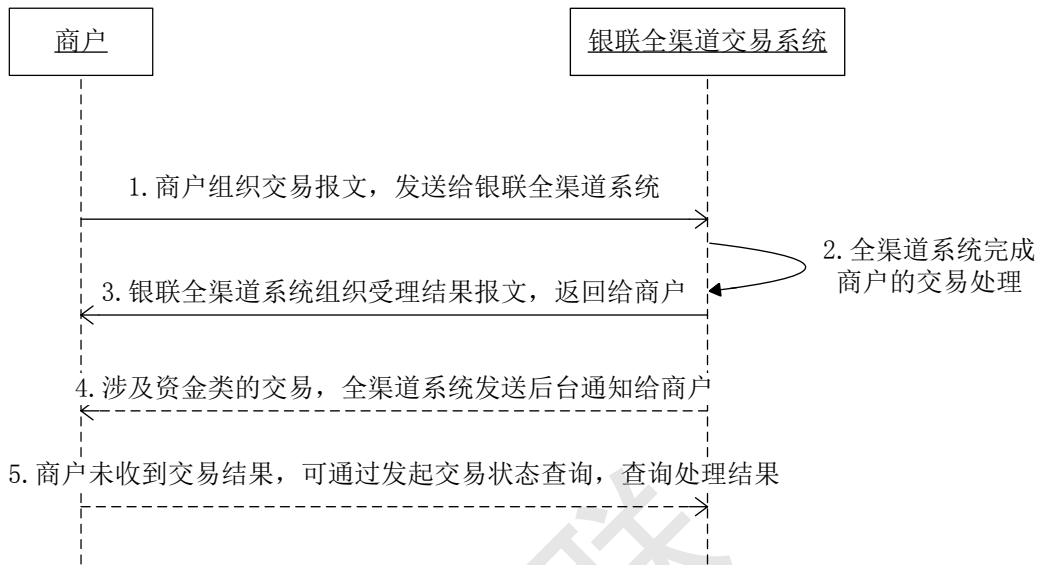 商户
银联全渠道交易系统
1.商户组织交易报文，发送给银联全渠道系统
2.全渠道系统完成
商户的交易处理
3.银联全渠道系统组织受理结果报文，返回给商户
4.涉及资金类的交易，全渠道系统发送后台通知给商户
5.商户未收到交易结果，可通过发起交易状态查询，查询处理结果
联